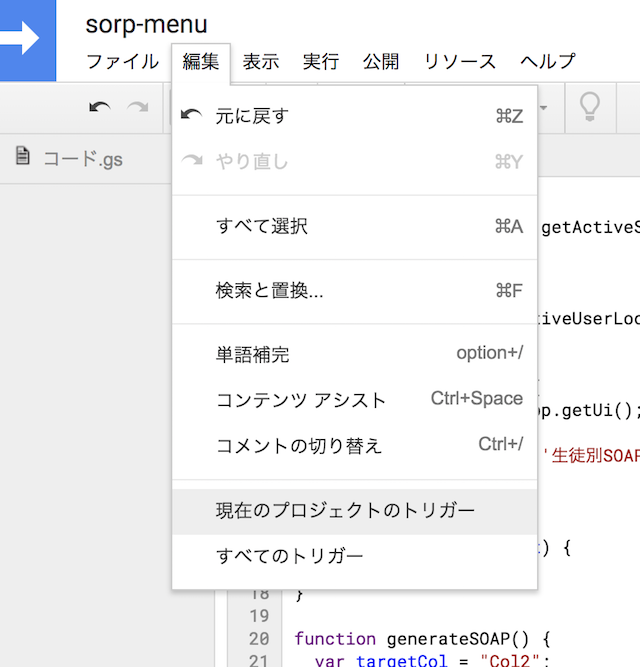 sorp-menu
ファイル 編集 表示 実行 公開 リソース ヘルプ
元に戻す ⌘Z
やり直し ⌘Y
コード.gs
すべて選択 ⌘A
getActiveS
検索と置換... ⌘F
tiveUserLoc
単語補完 option+/
コンテンツ アシスト Ctrl+Space
p.getUi();
コメントの切り替え Ctrl+/
'生徒別SOAP
現在のプロジェクトのトリガー
) {
すべてのトリガー
18 }
19
20 function generateSOAP() {
21 var targetCol = "Col2";